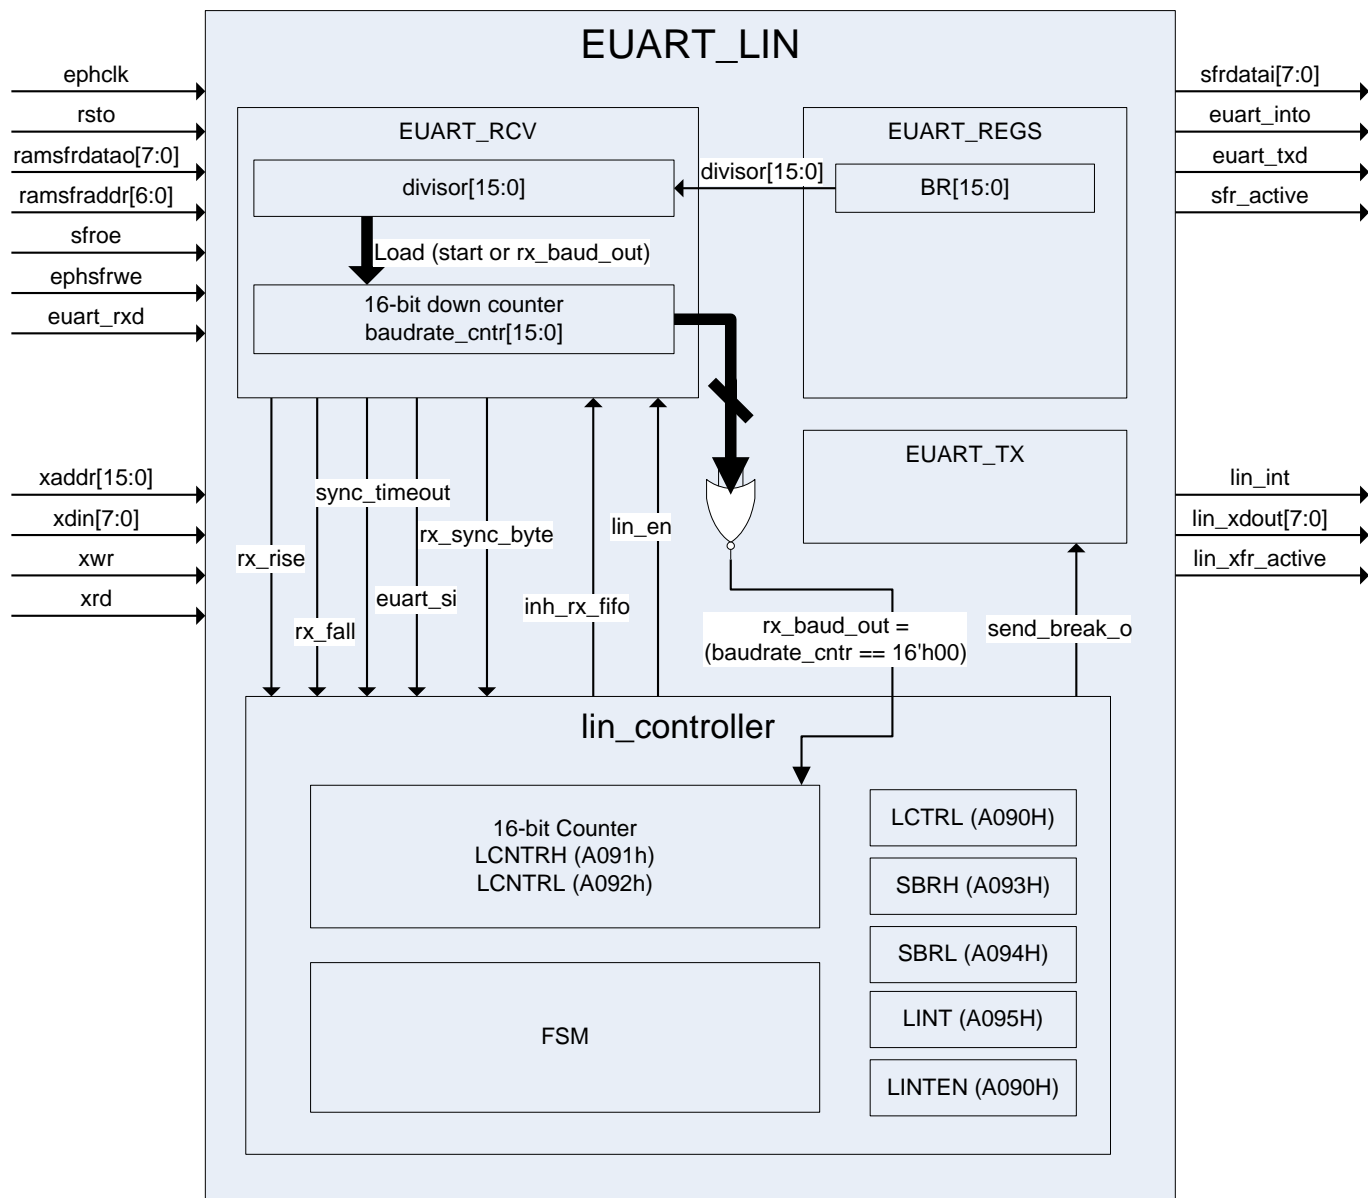 EUART_LIN
ephclk
rsto
ramsfrdatao[7:0]
ramsfraddr[6:0]
sfroe
ephsfrwe
euart_rxd
xaddr[15:0]
xdin[7:0]
xwr
xrd
EUART_RCV
divisor[15:0]
Load (start or rx_baud_out)
16-bit down counter
baudrate_cntr[15:0]
divisor[15:0]
EUART_REGS
BR[15:0]
EUART_TX
sfrdatai[7:0]
euart_into
euart_txd
sfr_active
lin_int
lin_xdout[7:0]
lin_xfr_active
sync_timeout
rx_sync_byte
lin_en
rx_rise
euart_si
inh_rx_fifo
rx_fall
rx_baud_out =
(baudrate_cntr == 16'h00)
send_break_o
lin_controller
16-bit Counter
LCNTRH (A091h)
LCNTRL (A092h)
FSM
LCTRL (A090H)
SBRH (A093H)
SBRL (A094H)
LINT (A095H)
LINTEN (A090H)